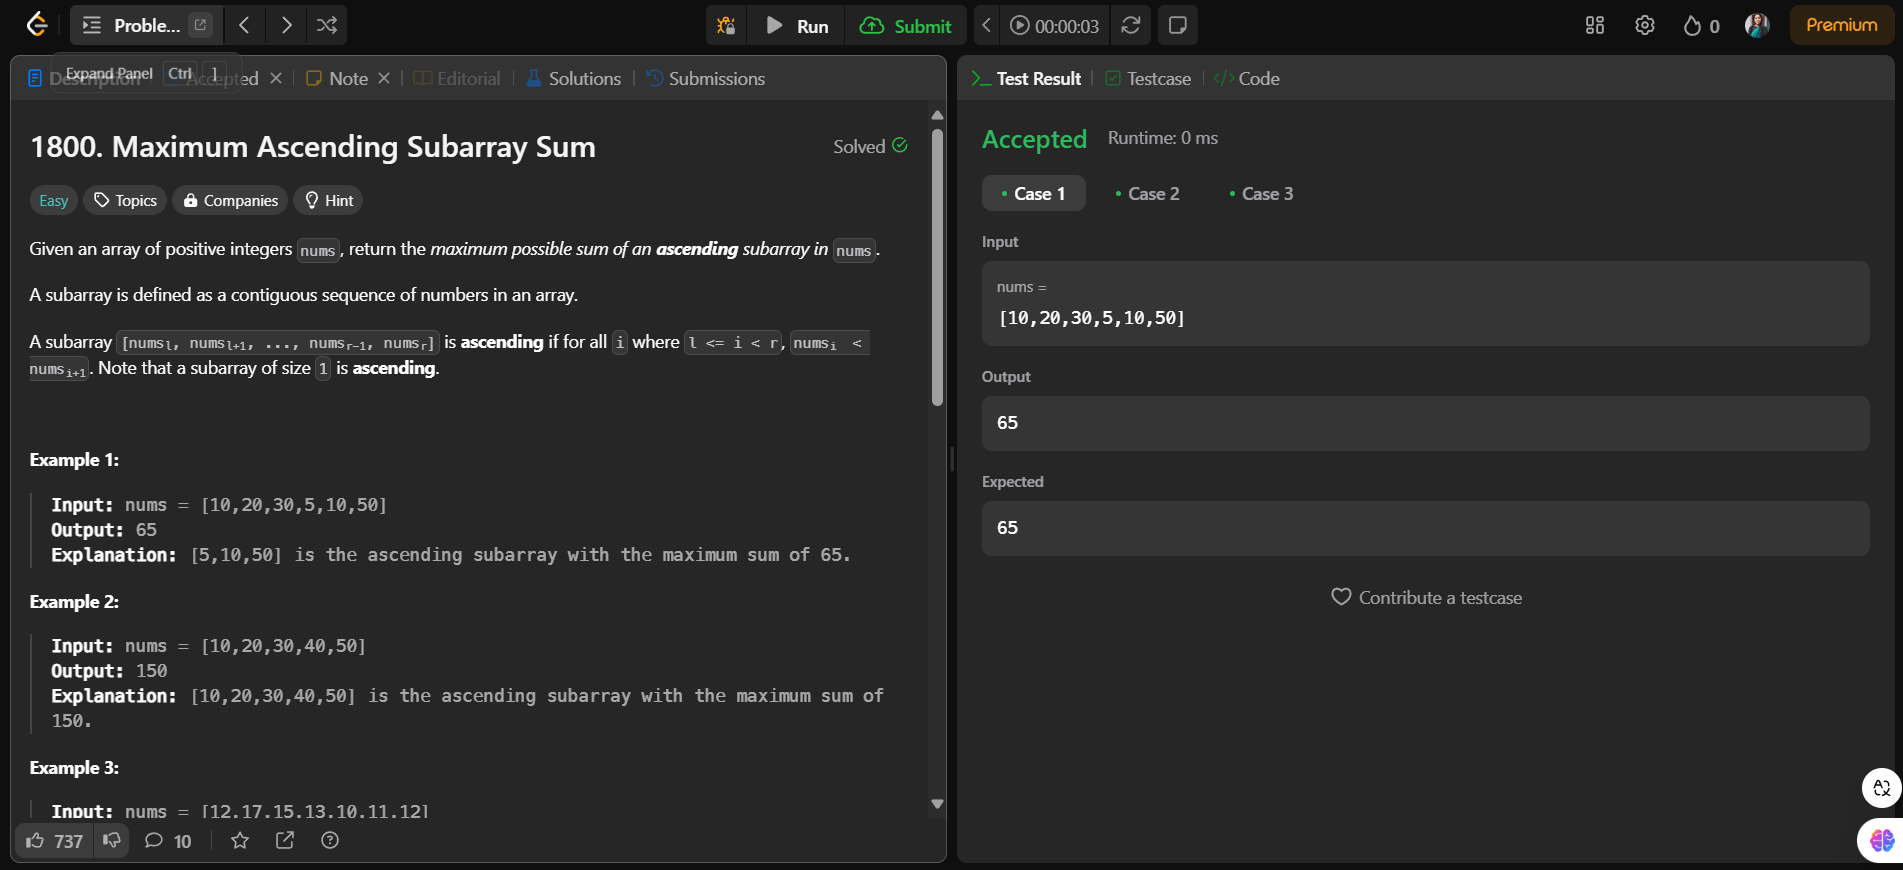 Proble...
Run
Submit
00:00:03
0
Premium
Expand Panel Ctrl ]
Description
Accepted
Note
Editorial
Solutions
Submissions
1800. Maximum Ascending Subarray Sum
Solved
Easy
Topics
Companies
Hint
Given an array of positive integers nums, return the maximum possible sum of an ascending subarray in nums.
A subarray is defined as a contiguous sequence of numbers in an array.
A subarray [numsl, numsl+1, ..., numsr-1, numsr] is ascending if for all i where l <= i < r, numsi <
numsi+1. Note that a subarray of size 1 is ascending.
Example 1:
Input: nums = [10,20,30,5,10,50]
Output: 65
Explanation: [5,10,50] is the ascending subarray with the maximum sum of 65.
Example 2:
Input: nums = [10,20,30,40,50]
Output: 150
Explanation: [10,20,30,40,50] is the ascending subarray with the maximum sum of
150.
Example 3:
Input: nums = [12,17,15,13,10,11,12]
737
10
Test Result
Testcase
Code
Accepted
Runtime: 0 ms
Case 1
Case 2
Case 3
Input
nums =
[10,20,30,5,10,50]
Output
65
Expected
65
Contribute a testcase